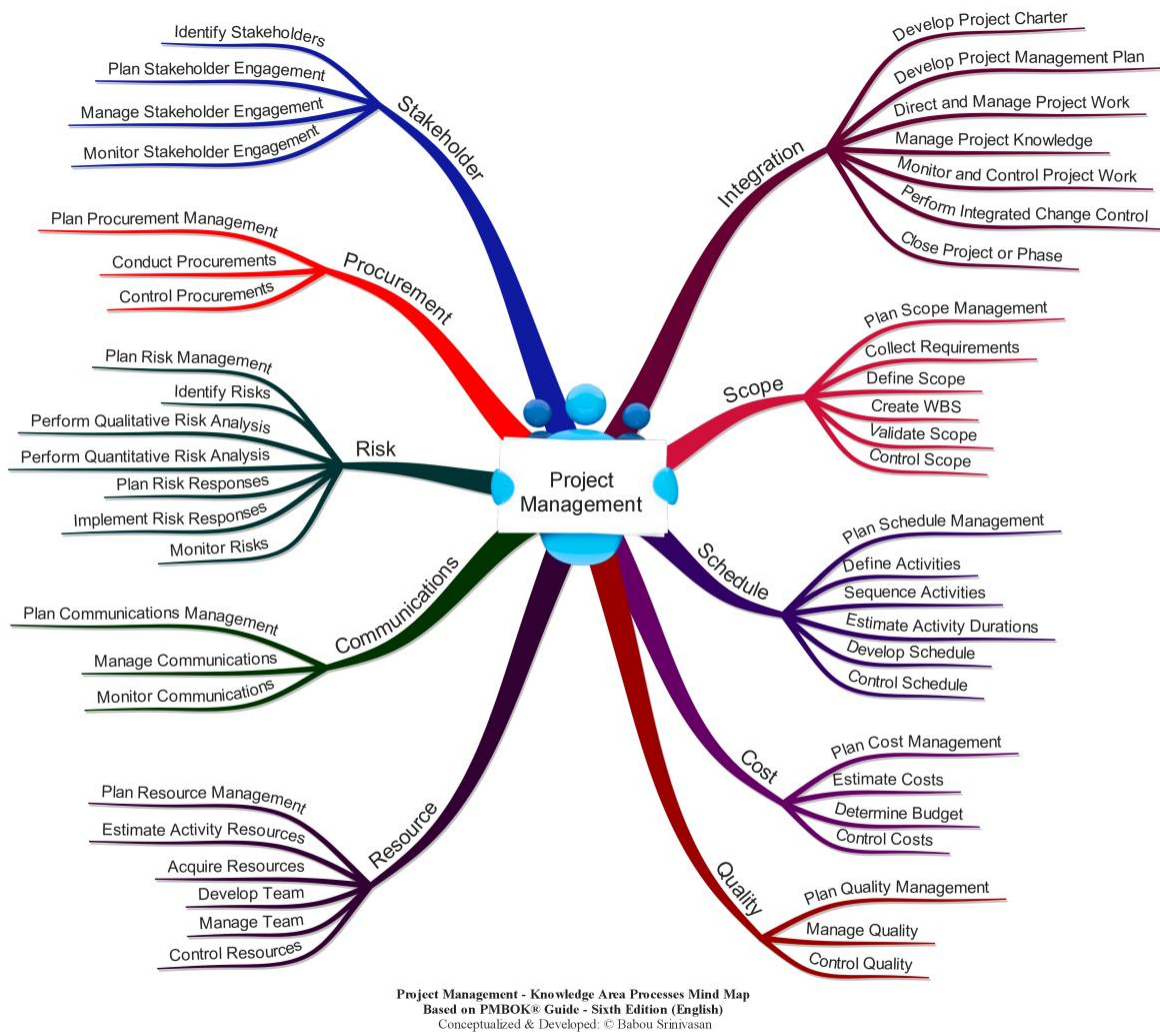 Project
Management
Integration
Develop Project Charter
Develop Project Management Plan
Direct and Manage Project Work
Manage Project Knowledge
Monitor and Control Project Work
Perform Integrated Change Control
Close Project or Phase
Scope
Plan Scope Management
Collect Requirements
Define Scope
Create WBS
Validate Scope
Control Scope
Schedule
Plan Schedule Management
Define Activities
Sequence Activities
Estimate Activity Durations
Develop Schedule
Control Schedule
Cost
Plan Cost Management
Estimate Costs
Determine Budget
Control Costs
Quality
Plan Quality Management
Manage Quality
Control Quality
Resource
Plan Resource Management
Estimate Activity Resources
Acquire Resources
Develop Team
Manage Team
Control Resources
Communications
Plan Communications Management
Manage Communications
Monitor Communications
Risk
Plan Risk Management
Identify Risks
Perform Qualitative Risk Analysis
Perform Quantitative Risk Analysis
Plan Risk Responses
Implement Risk Responses
Monitor Risks
Procurement
Plan Procurement Management
Conduct Procurements
Control Procurements
Stakeholder
Identify Stakeholders
Plan Stakeholder Engagement
Manage Stakeholder Engagement
Monitor Stakeholder Engagement
Project Management - Knowledge Area Processes Mind Map
Based on PMBOK® Guide - Sixth Edition (English)
Conceptualized & Developed: © Babou Srinivasan